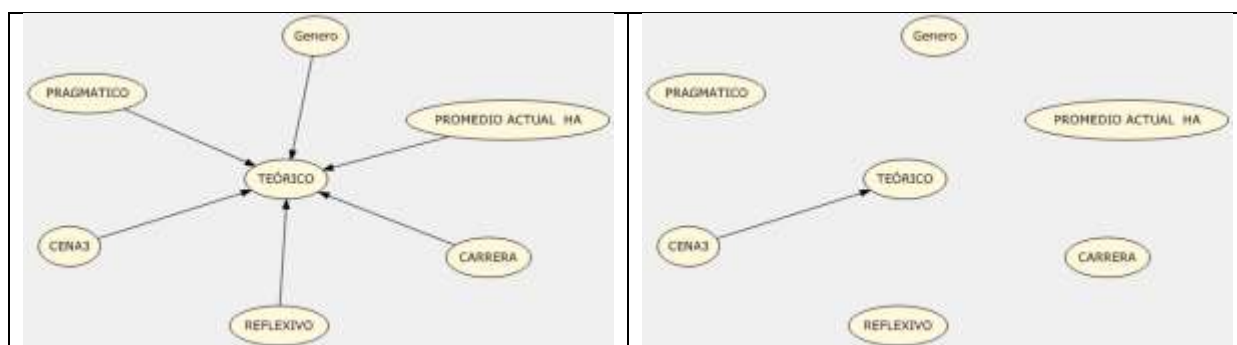 Genero
PRAGMATICO
PROMEDIO ACTUAL HA
TEÓRICO
CENA3
CARRERA
REFLEXIVO
Genero
PRAGMATICO
PROMEDIO ACTUAL HA
TEÓRICO
CENA3
CARRERA
REFLEXIVO